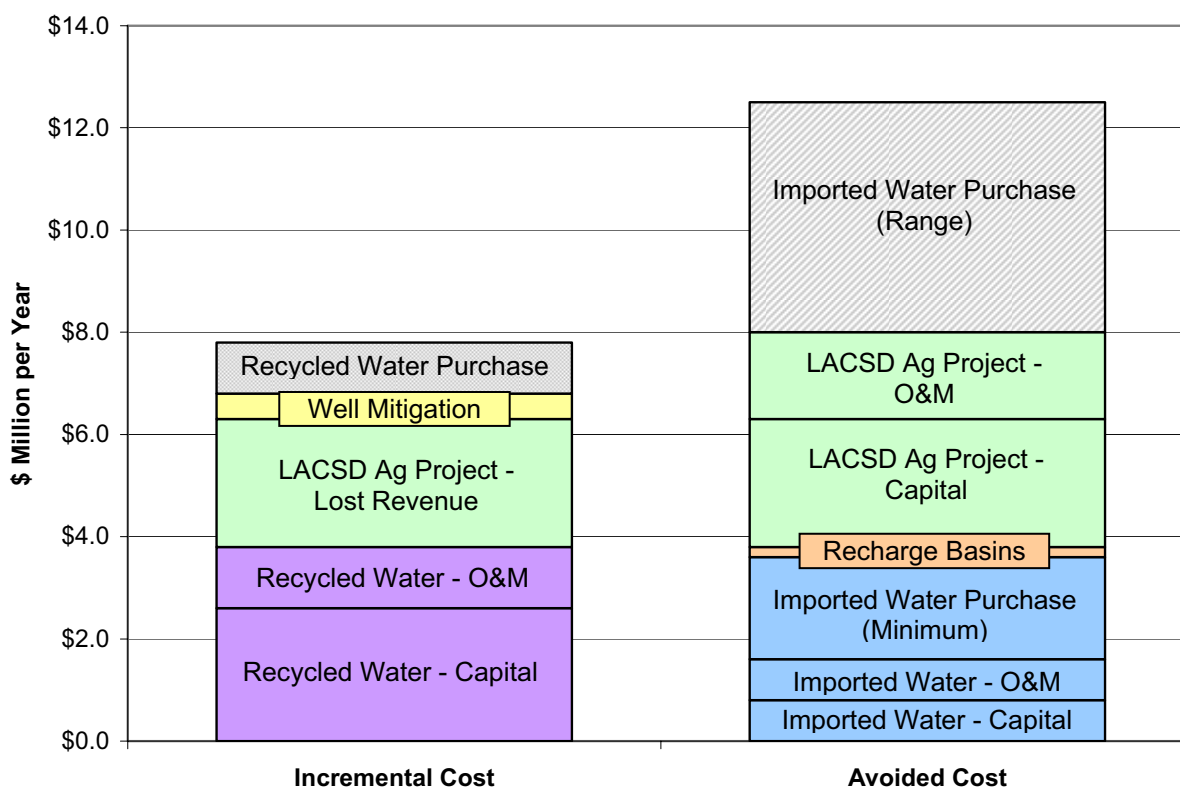 $14.0
$12.0
$10.0
$8.0
$6.0
$4.0
$2.0
$0.0
$ Million per Year
Recycled Water Purchase
Well Mitigation
LACSD Ag Project -
Lost Revenue
Recycled Water - O&M
Recycled Water - Capital
Imported Water Purchase
(Range)
LACSD Ag Project -
O&M
LACSD Ag Project -
Capital
Recharge Basins
Imported Water Purchase
(Minimum)
Imported Water - O&M
Imported Water - Capital
Incremental Cost
Avoided Cost